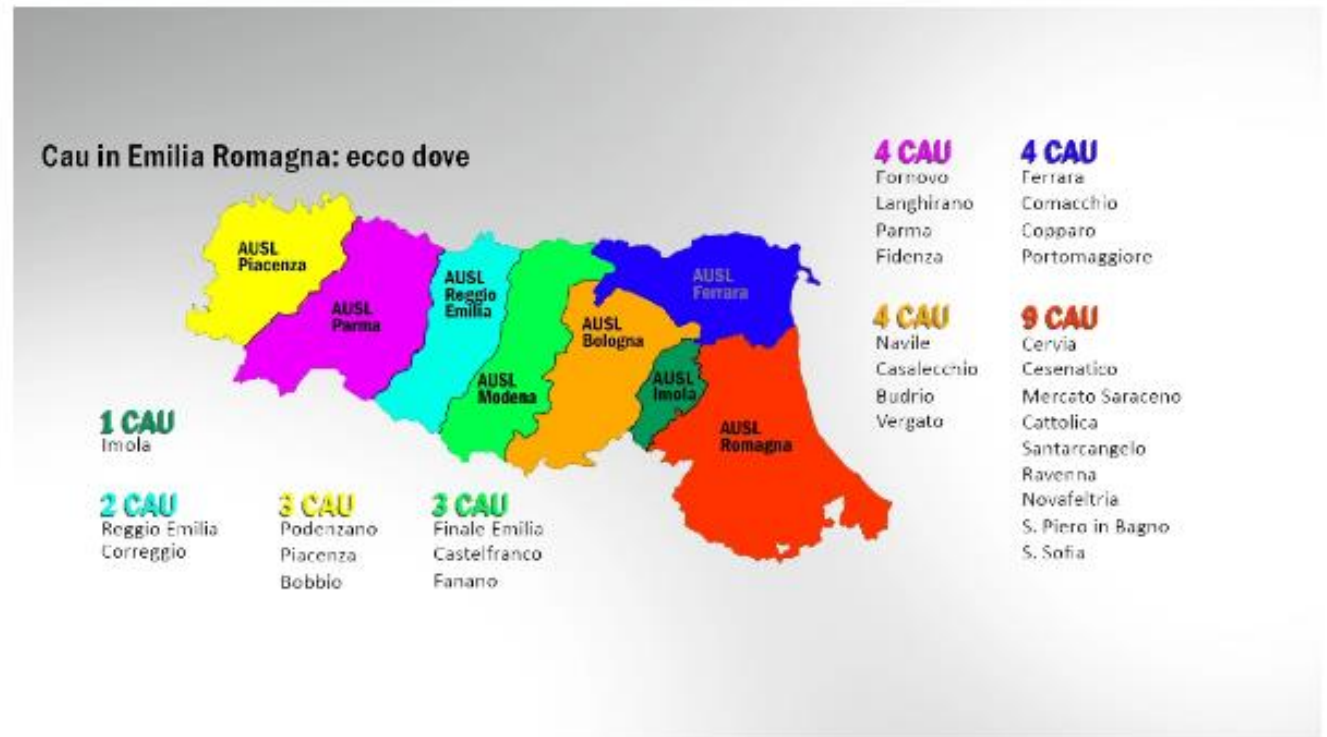 Cau in Emilia Romagna: ecco dove
AUSL
Piacenza
AUSL
Parma
AUSL
Reggio
Emilia
AUSL
Modena
AUSL
Bologna
AUSL
Imola
AUSL
Ferrara
AUSL
Romagna
1 CAU
Imola
2 CAU
Reggio Emilia
Correggio
3 CAU
Podenzano
Piacenza
Bobbio
3 CAU
Finale Emilia
Castelfranco
Fanano
4 CAU
Fornovo
Langhirano
Parma
Fidenza
4 CAU
Ferrara
Comacchio
Copparo
Portomaggiore
4 CAU
Navile
Casalecchio
Budrio
Vergato
9 CAU
Cervia
Cesenatico
Mercato Saraceno
Cattolica
Santarcangelo
Ravenna
Novafeltria
S. Piero in Bagno
S. Sofia